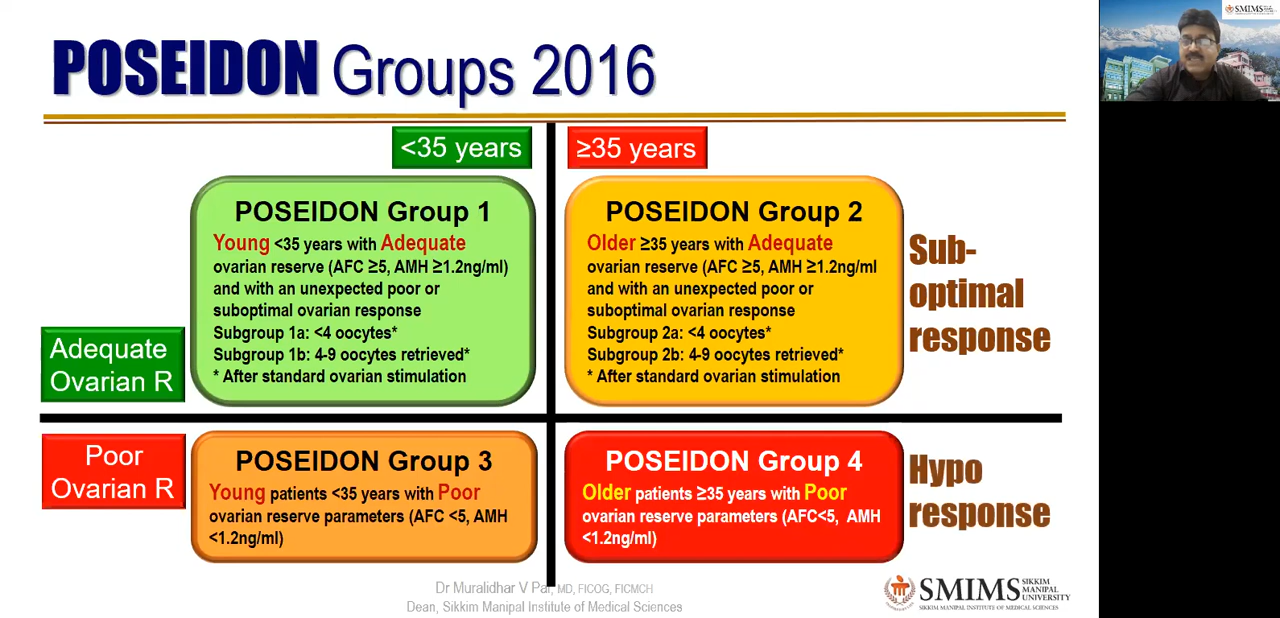 POSEIDON Groups 2016
<35 years
≥35 years
POSEIDON Group 1
Young <35 years with Adequate
ovarian reserve (AFC ≥5, AMH ≥1.2ng/ml)
and with an unexpected poor or
suboptimal ovarian response
Subgroup 1a: <4 oocytes*
Subgroup 1b: 4-9 oocytes retrieved*
* After standard ovarian stimulation
POSEIDON Group 2
Older ≥35 years with Adequate
ovarian reserve (AFC ≥5, AMH ≥1.2ng/ml
and with an unexpected poor or
suboptimal ovarian response
Subgroup 2a: <4 oocytes*
Subgroup 2b: 4-9 oocytes retrieved*
* After standard ovarian stimulation
Sub-
optimal
response
Adequate
Ovarian R
Poor
Ovarian R
POSEIDON Group 3
Young patients <35 years with Poor
ovarian reserve parameters (AFC <5, AMH
<1.2ng/ml)
POSEIDON Group 4
Older patients ≥35 years with Poor
ovarian reserve parameters (AFC<5, AMH
<1.2ng/ml)
Hypo
response
Dr Muralidhar V Pai, MD, FICOG, FICMCH
Dean, Sikkim Manipal Institute of Medical Sciences
SMIMS SIKKIM
MANIPAL
UNIVERSITY
SIKKIM MANIPAL INSTITUTE OF MEDICAL SCIENCES
SMIMS